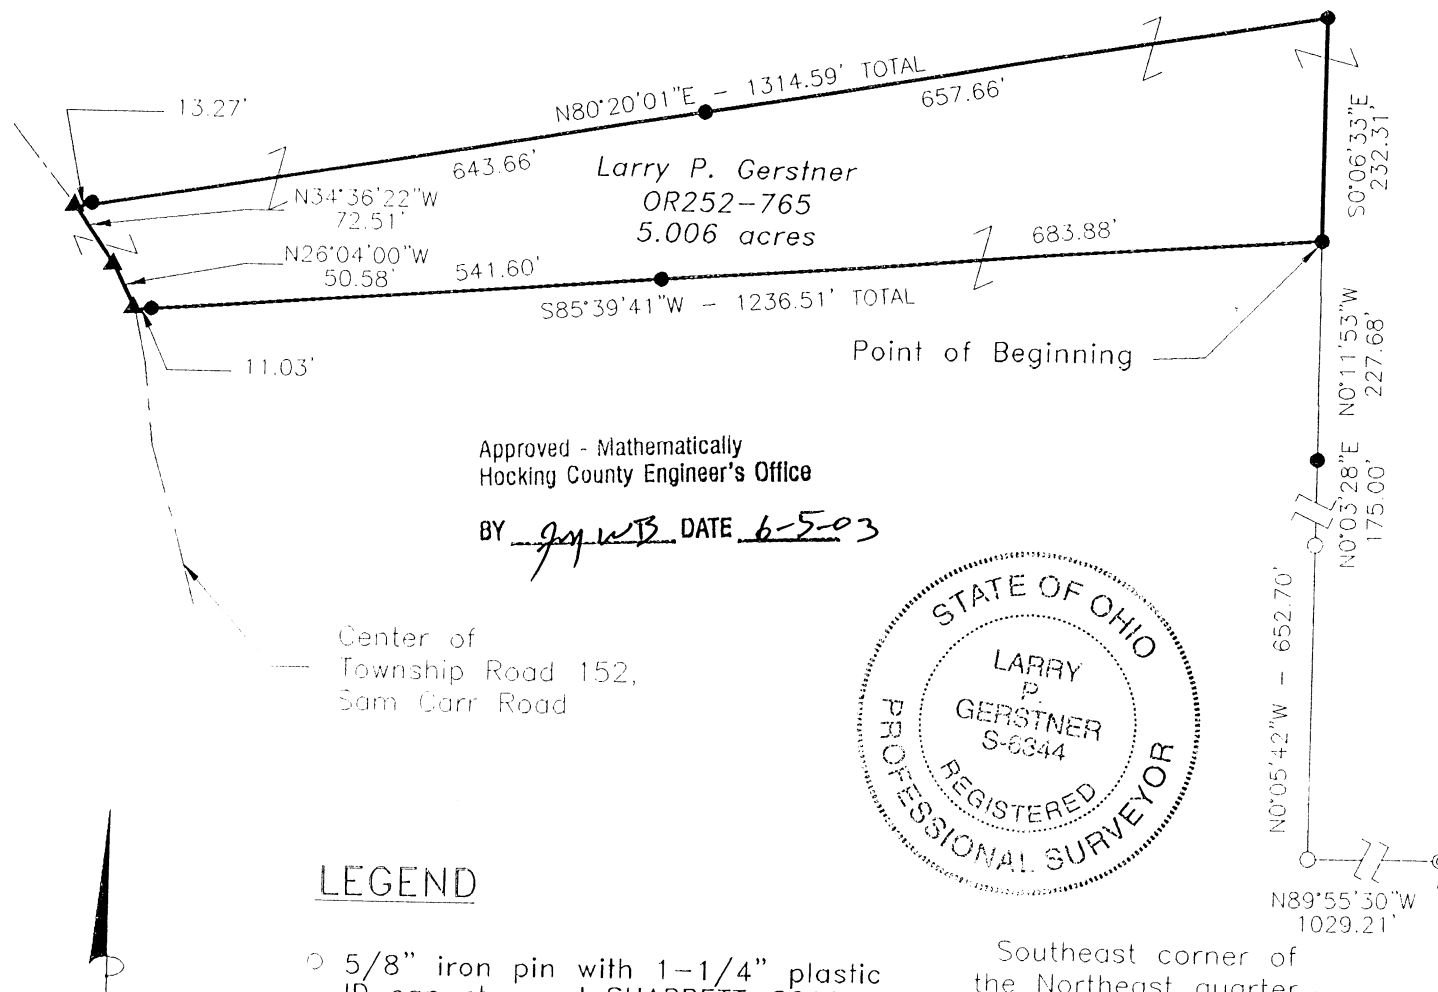 13.27'
N80°20'01"E – 1314.59' TOTAL
657.66'
643.66'
S0°06'33"E
232.31'
Larry P. Gerstner
OR252–765
5.006 acres
N34°36'22"W
72.51'
N26°04'00"W
50.58'
541.60'
683.88'
S85°39'41"W – 1236.51' TOTAL
11.03'
Point of Beginning
N0°11'53"W
227.68'
N0°03'28"E
175.00'
Approved - Mathematically
Hocking County Engineer's Office
BY DATE 6-5-03
Center of
Township Road 152,
Sam Carr Road
STATE OF OHIO
LARRY
P.
GERSTNER
S-6344
REGISTERED
PROFESSIONAL SURVEYOR
N0°05'42"W – 652.70'
N89°55'30"W
1029.21'
LEGEND
5/8" iron pin with 1–1/4" plastic
Southeast corner of
the Northeast quarter